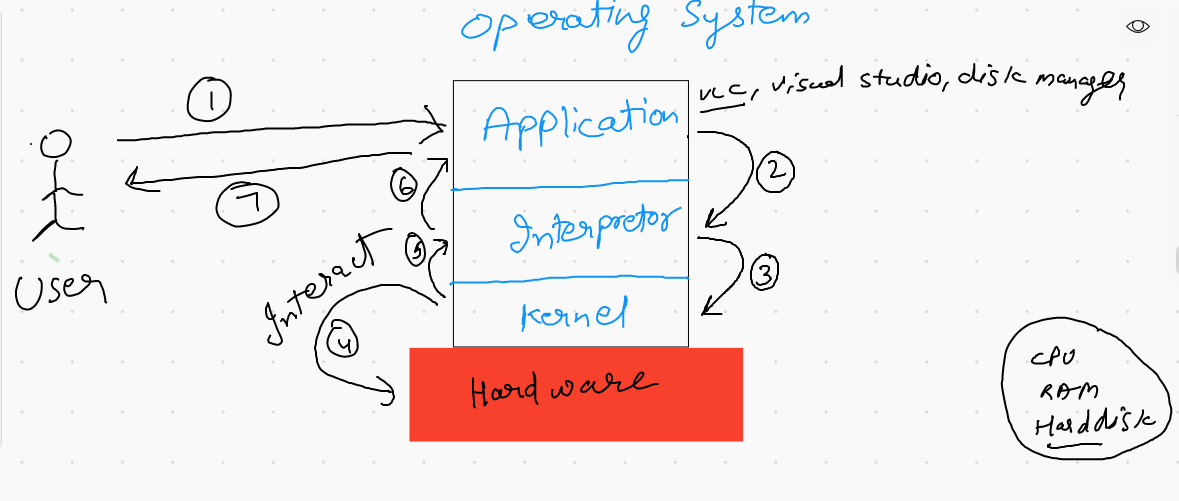 Operating System
vlc, visual studio, disk manager
1
Application
2
6
7
Interpretor
5
3
Interact
User
Kernel
4
CPU
RAM
Harddisk
Hardware